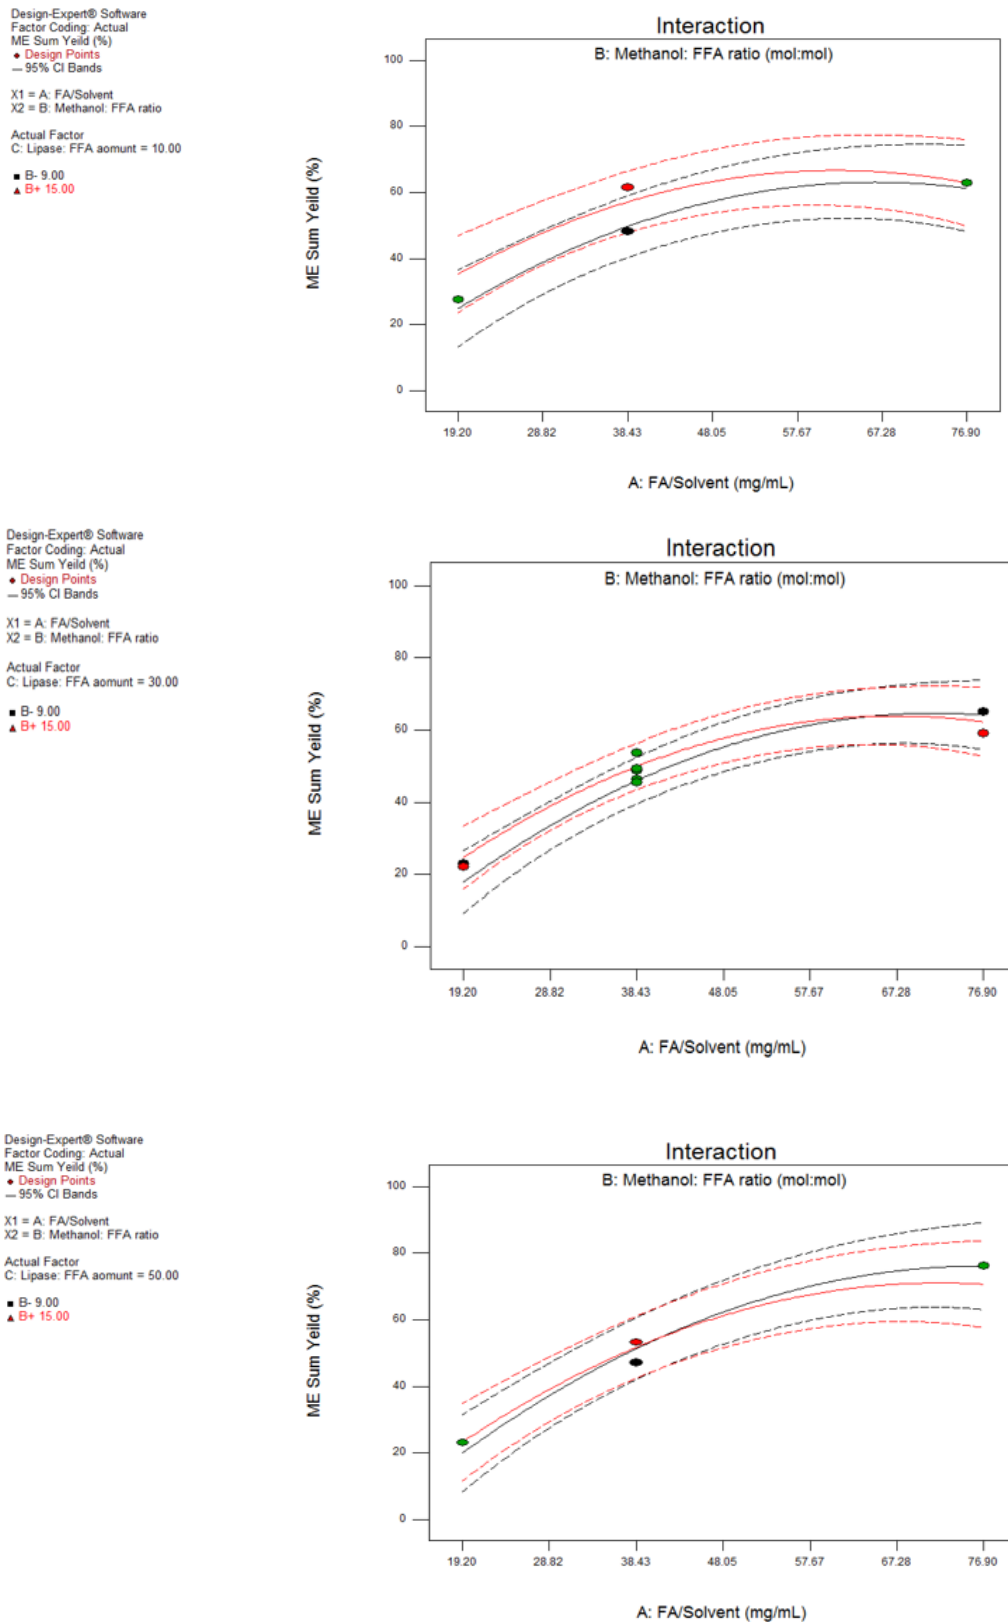 Design-Expert® Software
Factor Coding: Actual
ME Sum Yeild (%)
Design Points
95% CI Bands
X1 = A: FA/Solvent
X2 = B: Methanol: FFA ratio
Actual Factor
C: Lipase: FFA aomunt = 10.00
B- 9.00
B+ 15.00
Interaction
B: Methanol: FFA ratio (mol:mol)
ME Sum Yeild (%)
100
80
60
40
20
0
19.20 28.82 38.43 48.05 57.67 67.28 76.90
A: FA/Solvent (mg/mL)
Design-Expert® Software
Factor Coding: Actual
ME Sum Yeild (%)
Design Points
95% CI Bands
X1 = A: FA/Solvent
X2 = B: Methanol: FFA ratio
Actual Factor
C: Lipase: FFA aomunt = 30.00
B- 9.00
B+ 15.00
Interaction
B: Methanol: FFA ratio (mol:mol)
ME Sum Yeild (%)
100
80
60
40
20
0
19.20 28.82 38.43 48.05 57.67 67.28 76.90
A: FA/Solvent (mg/mL)
Design-Expert® Software
Factor Coding: Actual
ME Sum Yeild (%)
Design Points
95% CI Bands
X1 = A: FA/Solvent
X2 = B: Methanol: FFA ratio
Actual Factor
C: Lipase: FFA aomunt = 50.00
B- 9.00
B+ 15.00
Interaction
B: Methanol: FFA ratio (mol:mol)
ME Sum Yeild (%)
100
80
60
40
20
0
19.20 28.82 38.43 48.05 57.67 67.28 76.90
A: FA/Solvent (mg/mL)